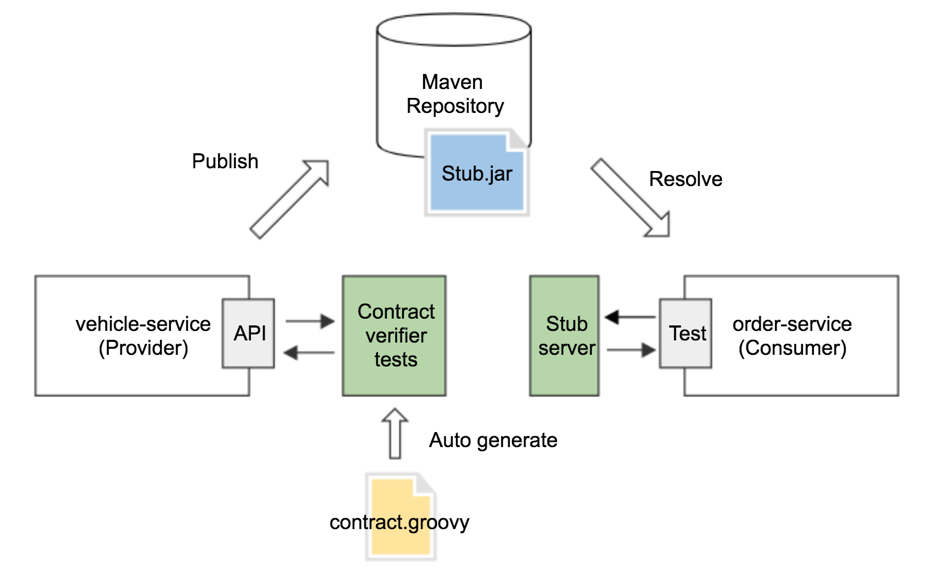 Maven
Repository
Stub.jar
Publish
Resolve
vehicle-service
(Provider)
API
Contract
verifier
tests
Stub
server
Test
order-service
(Consumer)
Auto generate
contract.groovy